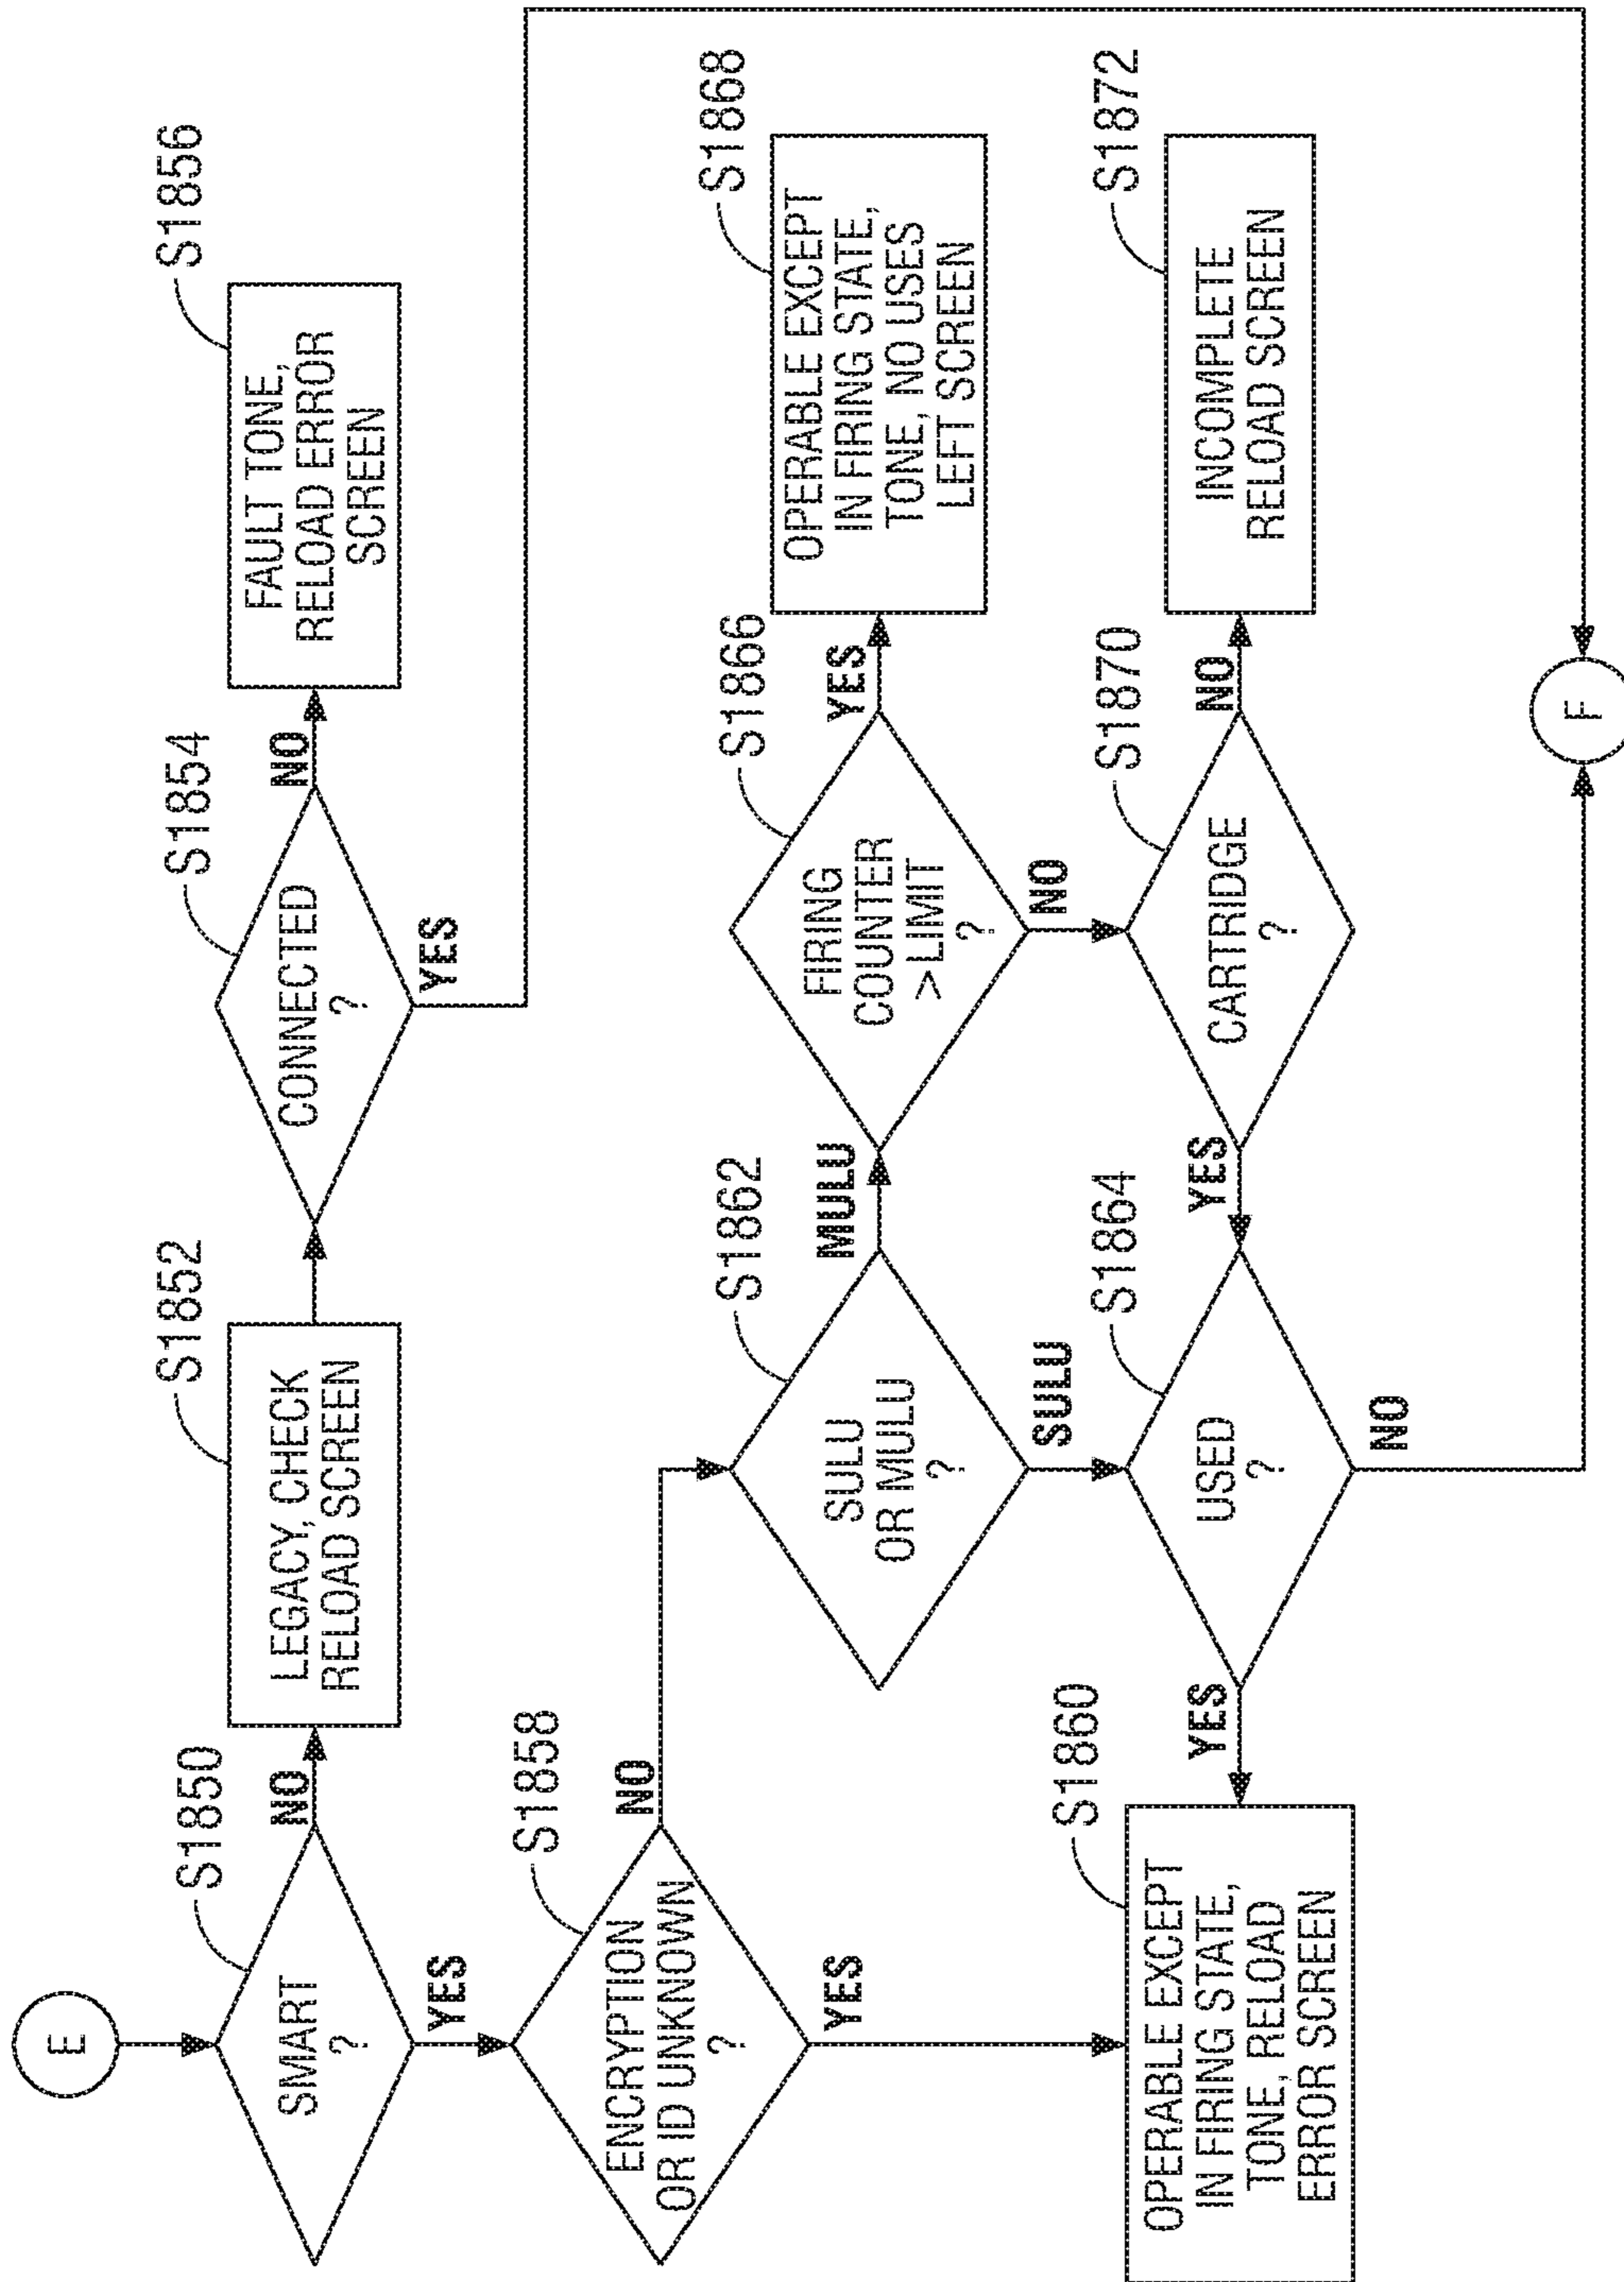 E
S1850
SMART
?
NO
YES
S1852
LEGACY, CHECK
RELOAD SCREEN
S1854
CONNECTED
?
NO
YES
S1856
FAULT TONE,
RELOAD ERROR
SCREEN
S1858
ENCRYPTION
OR ID UNKNOWN
?
NO
YES
S1860
OPERABLE EXCEPT
IN FIRING STATE,
TONE, RELOAD
ERROR SCREEN
S1862
SULU
OR MULU
?
MULU
SULU
S1864
USED
?
YES
NO
S1866
FIRING
COUNTER
>LIMIT
?
YES
NO
S1868
OPERABLE EXCEPT
IN FIRING STATE,
TONE, NO USES
LEFT SCREEN
S1870
CARTRIDGE
?
NO
YES
S1872
INCOMPLETE
RELOAD SCREEN
F